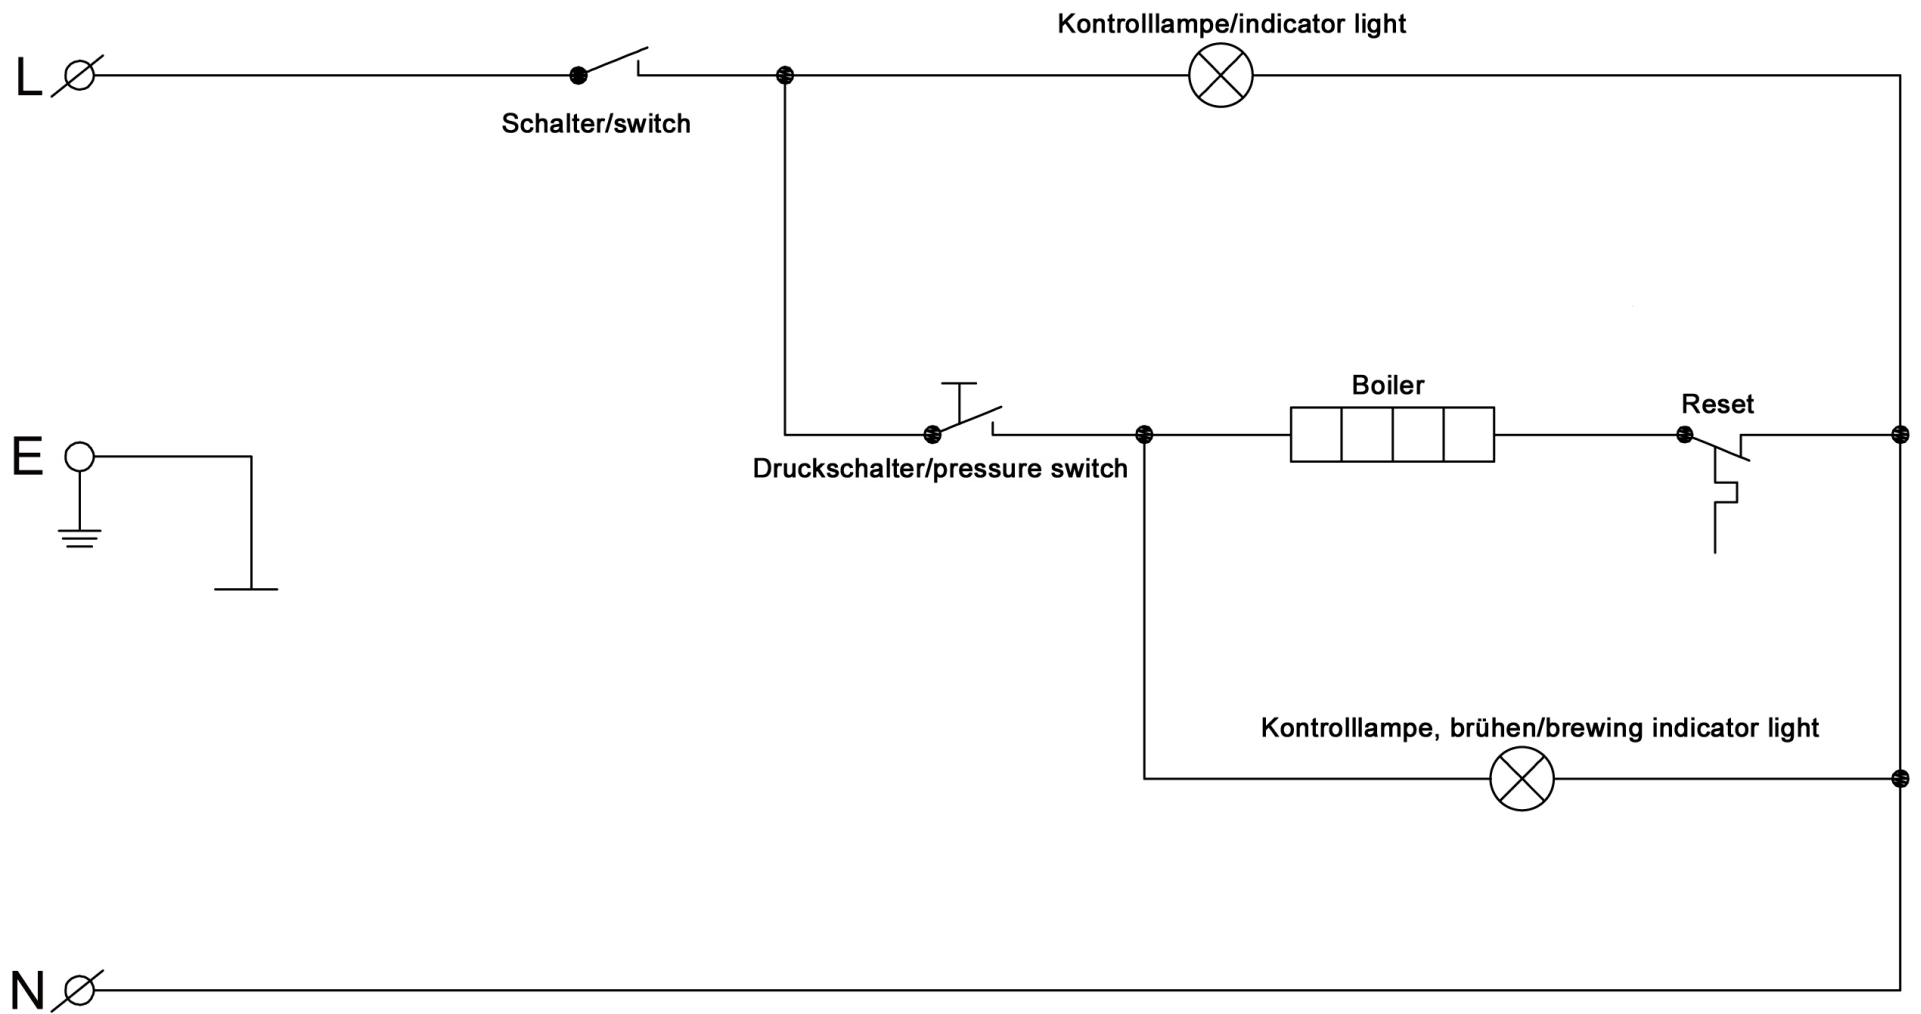 Kontrolllampe/indicator light
L
Schalter/switch
Boiler
Reset
E
Druckschalter/pressure switch
Kontrolllampe, brühen/brewing indicator light
N